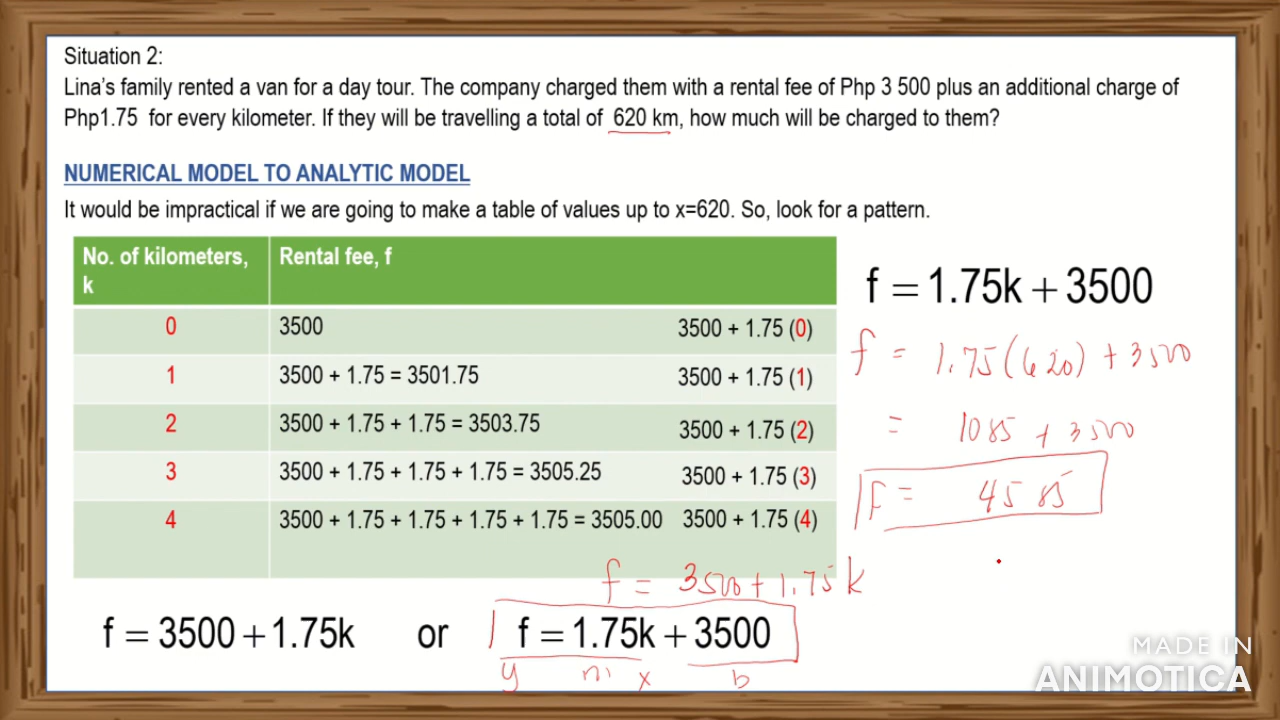 Situation 2:
Lina's family rented a van for a day tour. The company charged them with a rental fee of Php 3 500 plus an additional charge of
Php1.75 for every kilometer. If they will be travelling a total of 620 km, how much will be charged to them?
NUMERICAL MODEL TO ANALYTIC MODEL
It would be impractical if we are going to make a table of values up to x=620. So, look for a pattern.
No. of kilometers, k Rental fee, f
0 3500 3500 + 1.75 (0)
1 3500 + 1.75 = 3501.75 3500 + 1.75 (1)
2 3500 + 1.75 + 1.75 = 3503.75 3500 + 1.75 (2)
3 3500 + 1.75 + 1.75 + 1.75 = 3505.25 3500 + 1.75 (3)
4 3500 + 1.75 + 1.75 + 1.75 + 1.75 = 3505.00 3500 + 1.75 (4)
f = 1.75k + 3500
f = 1.75(620) + 3500
= 1085 + 3500
F = 4585
f = 3500 + 1.75 k
f = 3500 + 1.75k or f = 1.75k + 3500
y m x b
MADE IN
ANIMOTICA